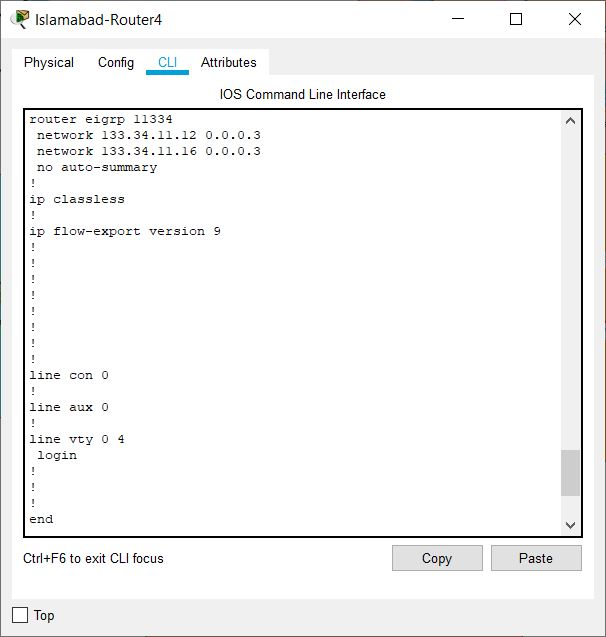 Islamabad-Router4
Physical Config CLI Attributes
IOS Command Line Interface
router eigrp 11334
 network 133.34.11.12 0.0.0.3
 network 133.34.11.16 0.0.0.3
 no auto-summary
!
ip classless
!
ip flow-export version 9
!
!
!
!
!
!
!
!
line con 0
!
line aux 0
!
line vty 0 4
 login
!
!
!
end
Ctrl+F6 to exit CLI focus Copy Paste
Top